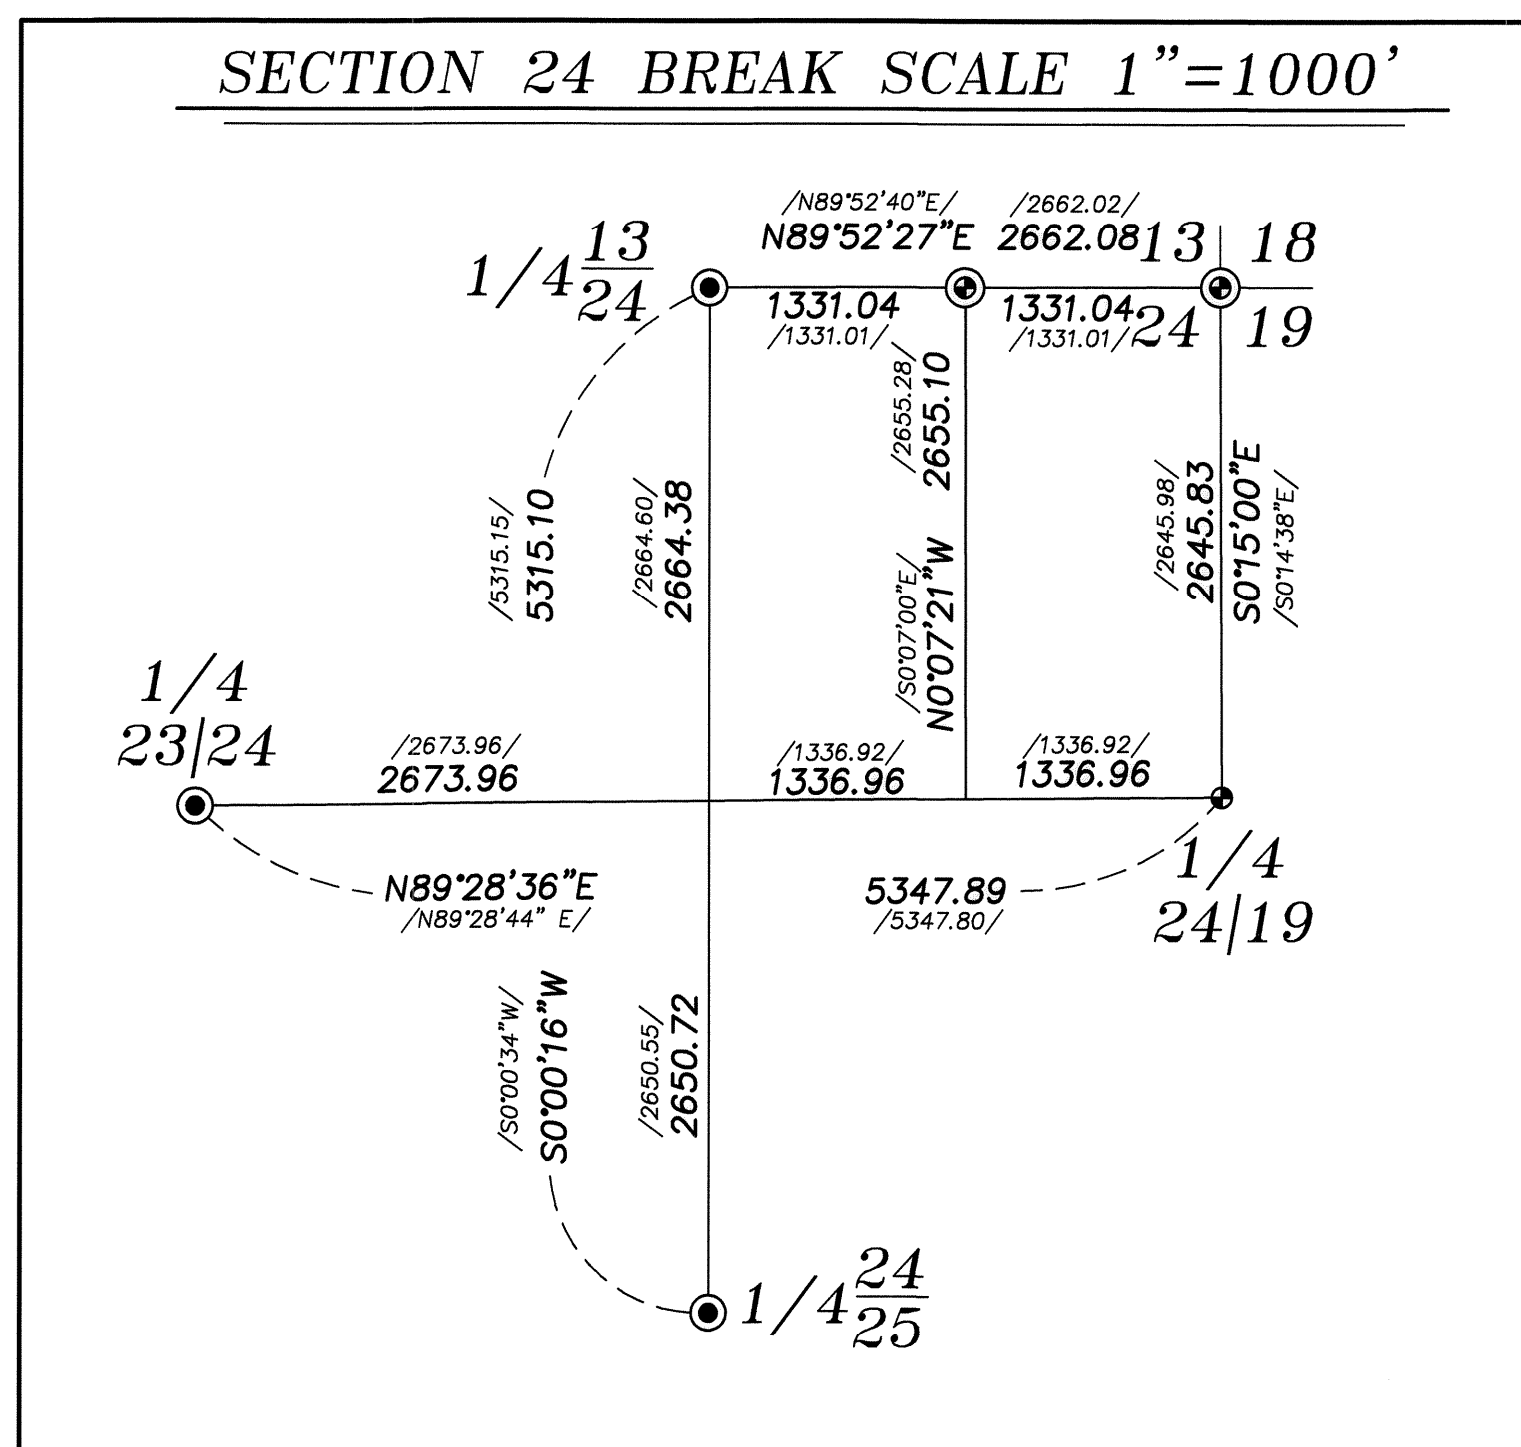 SECTION 24 BREAK SCALE 1"=1000'
/N89°52'40"E/ /2662.02/
N89°52'27"E 2662.08
13 18
24 19
1/4 13
24
1331.04
/1331.01/
1331.04
/1331.01/
/5315.15/
5315.10
/2664.60/
2664.38
/2655.28/
2655.10
/S0°07'00"E/
N0°07'21"W
/2645.98/
2645.83
S0°15'00"E
/S0°14'38"E/
1/4
23|24
/2673.96/
2673.96
/1336.92/
1336.96
/1336.92/
1336.96
N89°28'36"E
/N89°28'44" E/
5347.89
/5347.80/
1/4
24|19
/S0°00'34"W/
S0°00'16"W
/2650.55/
2650.72
1/4 24
25